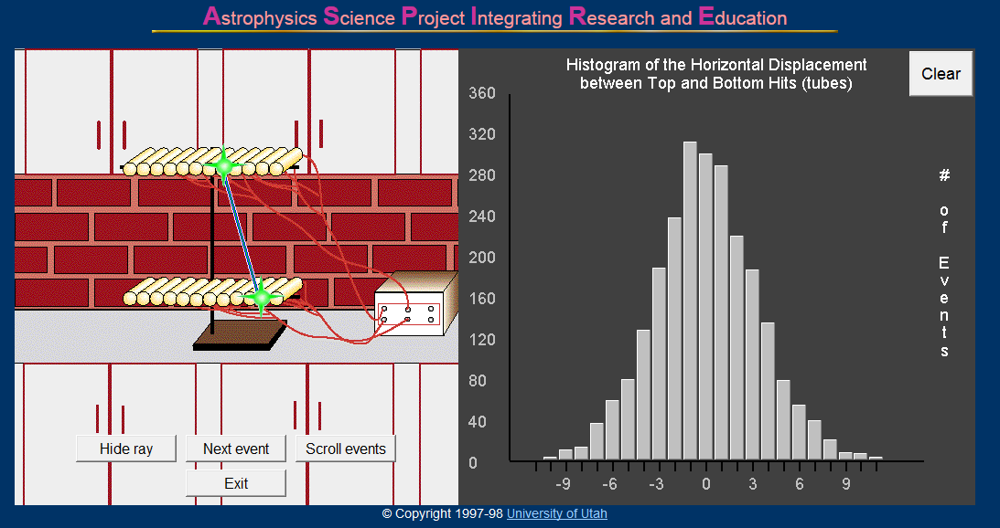 Astrophysics Science Project Integrating Research and Education
Histogram of the Horizontal Displacement
between Top and Bottom Hits (tubes)
Clear
360
320
280
240
200
160
120
80
40
0
-9 -6 -3 0 3 6 9
# of Events
Hide ray Next event Scroll events
Exit
© Copyright 1997-98 University of Utah